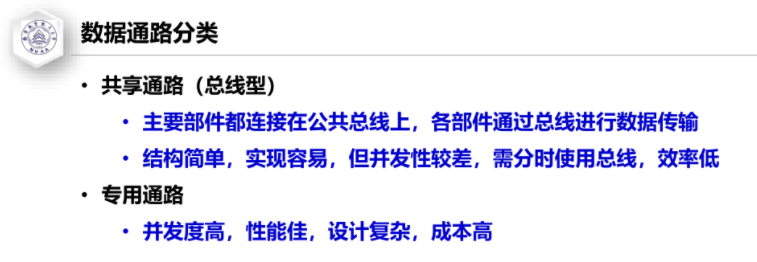 数据通路分类
• 共享通路（总线型）
• 主要部件都连接在公共总线上，各部件通过总线进行数据传输
• 结构简单，实现容易，但并发性较差，需分时使用总线，效率低
• 专用通路
• 并发度高，性能佳，设计复杂，成本高